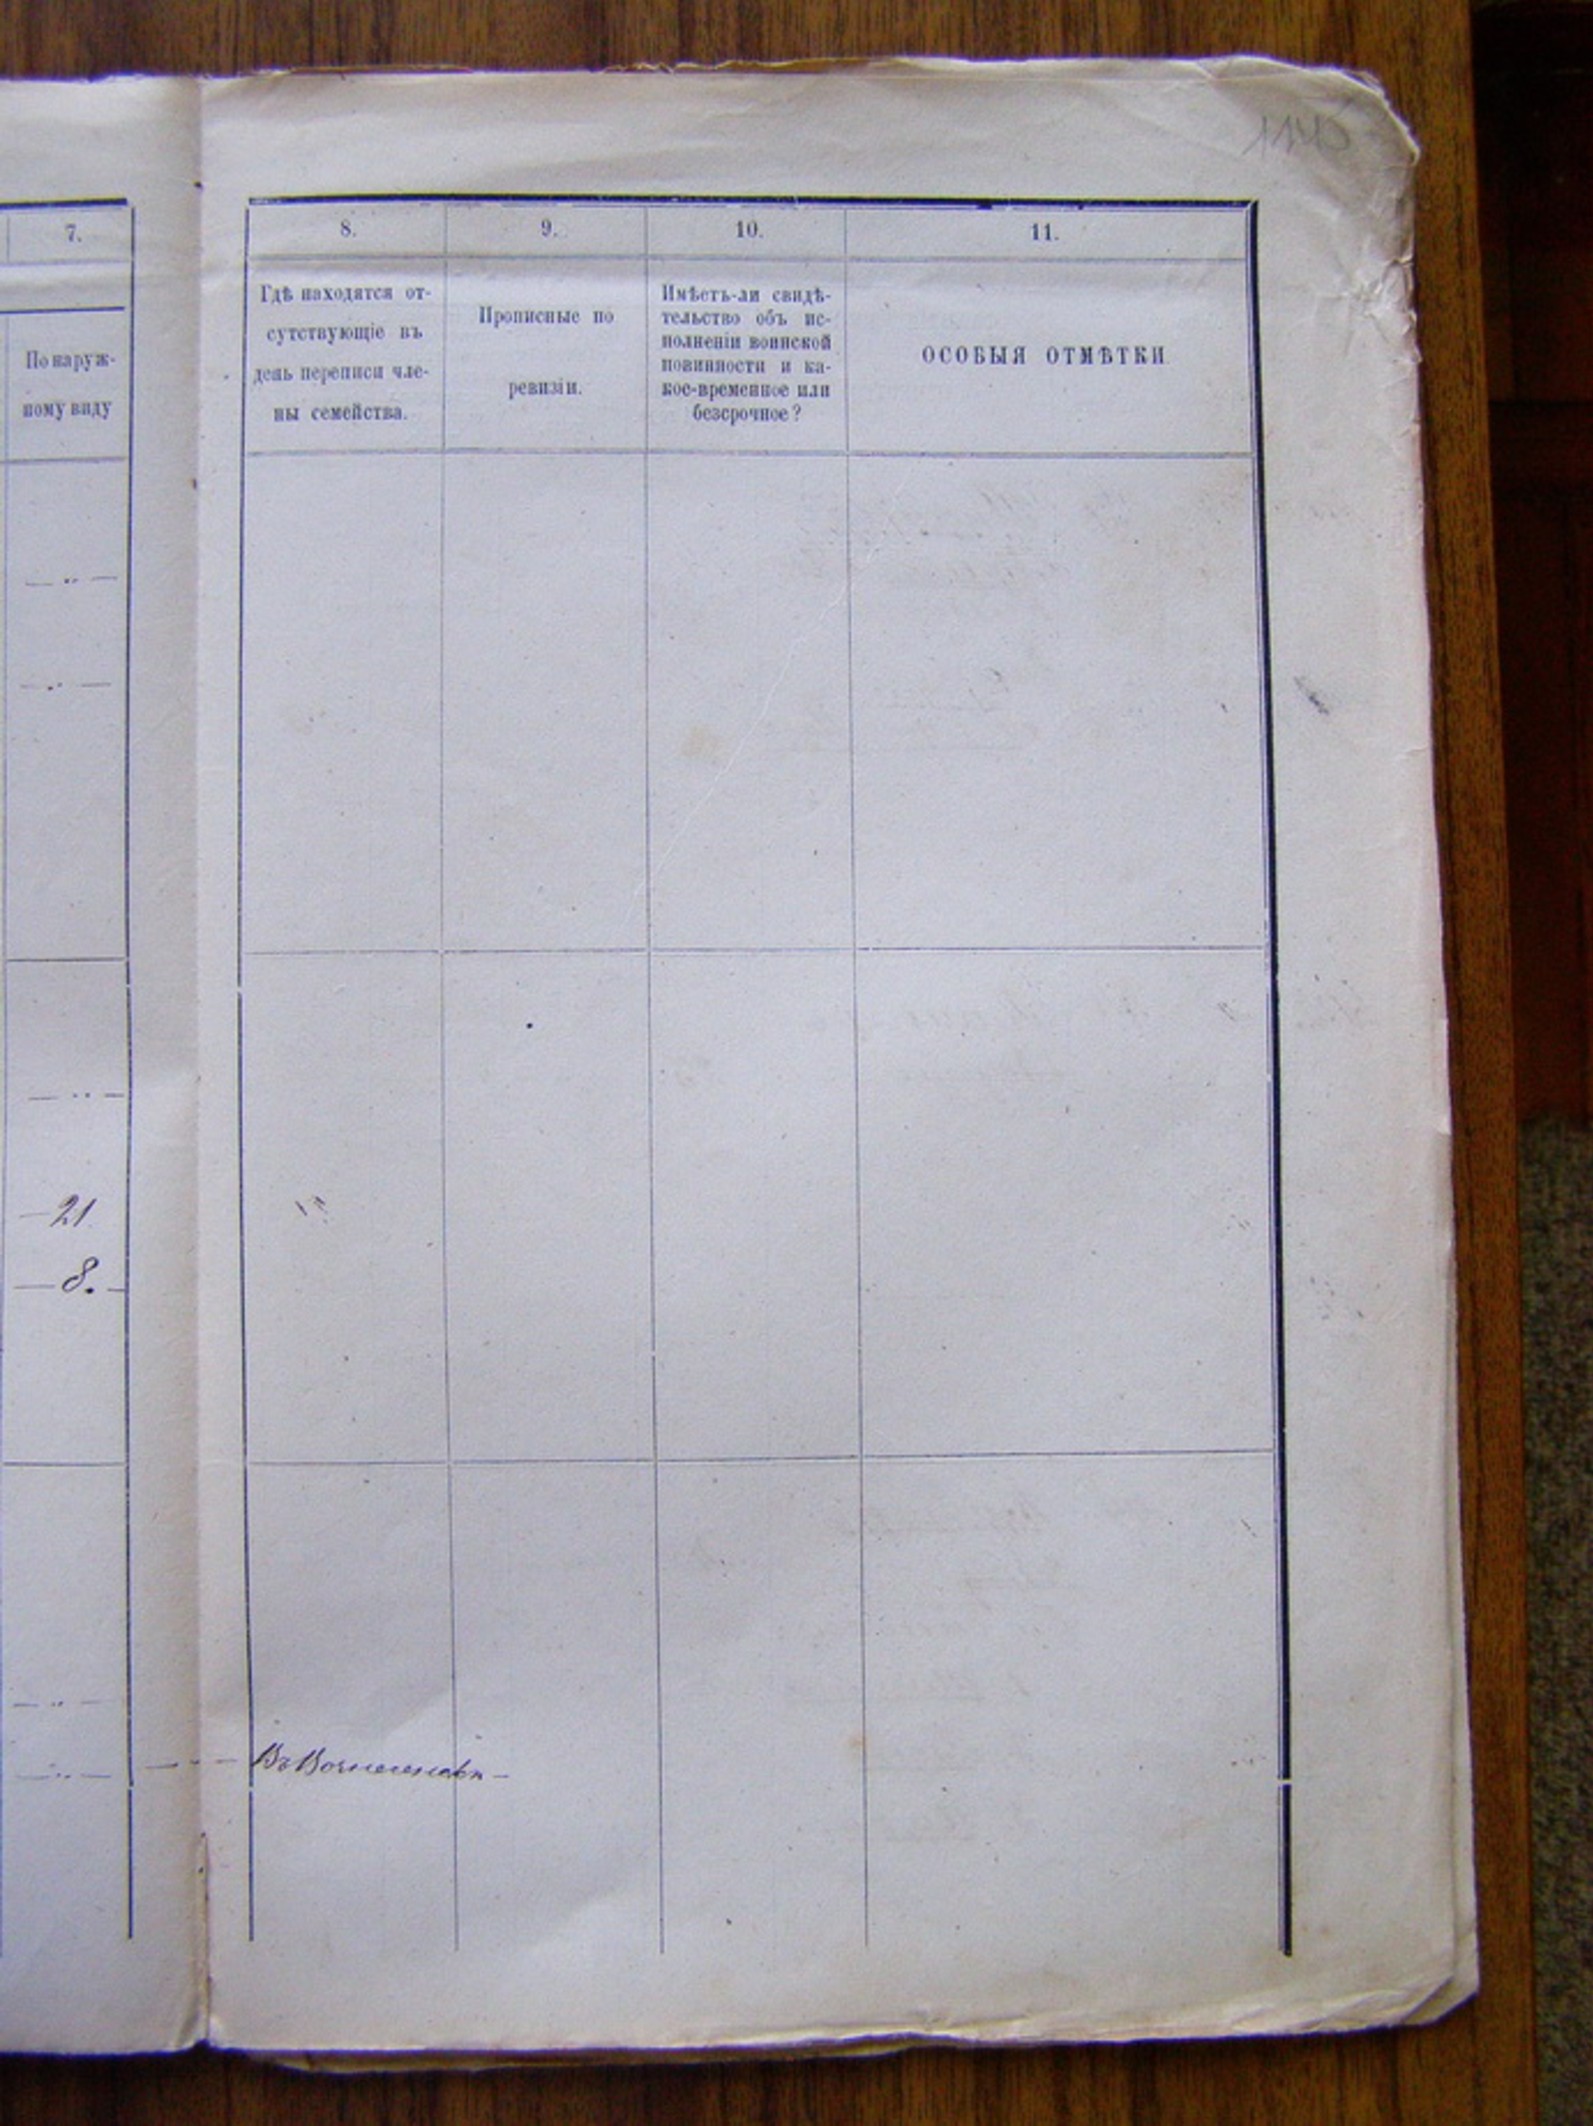 7.
По наруж-
ному виду
— " —
— " —
— " —
— 21
— 8. —
— " —
— " —
8.
9.
10.
11.
Гдѣ находятся от-
сутствующіе въ
день переписи чле-
ны семейства.
Прописные по
ревизіи.
Имѣетъ-ли свидѣ-
тельство объ ис-
полненіи воинской
повинности и ка-
кое-временное или
безсрочное?
ОСОБЫЯ ОТМѢТКИ
Въ